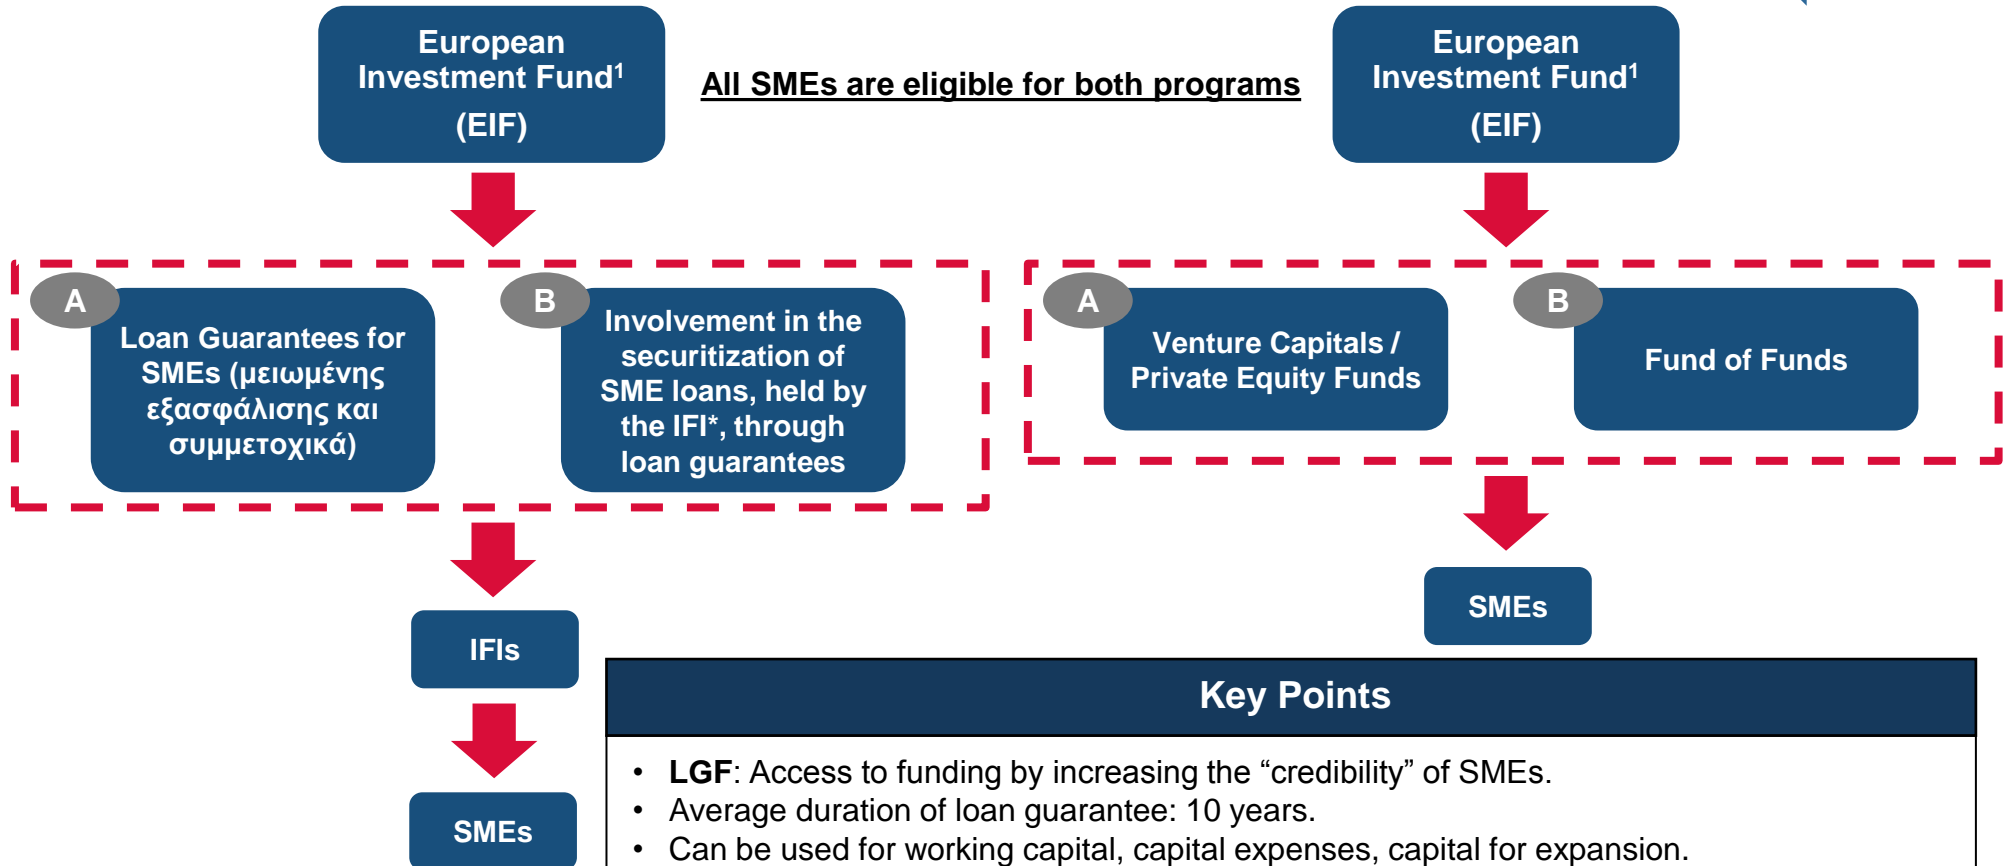 European
Investment Fund1
(EIF)
All SMEs are eligible for both programs
European
Investment Fund1
(EIF)
A
Loan Guarantees for
SMEs (μειωμένης
εξασφάλισης και
συμμετοχικά)
B
Involvement in the
securitization of
SME loans, held by
the IFI*, through
loan guarantees
A
Venture Capitals /
Private Equity Funds
B
Fund of Funds
IFIs
SMEs
SMEs
Key Points
• LGF: Access to funding by increasing the “credibility” of SMEs.
• Average duration of loan guarantee: 10 years.
• Can be used for working capital, capital expenses, capital for expansion.